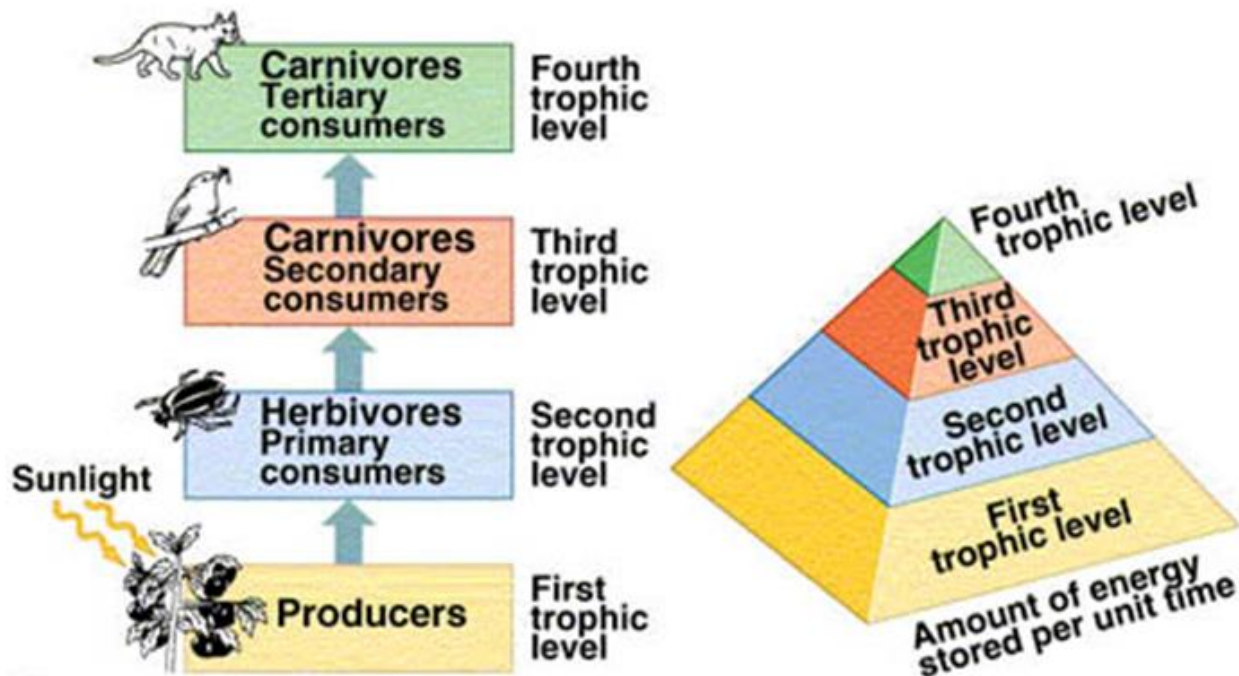 Carnivores
Tertiary
consumers
Fourth
trophic
level
Carnivores
Secondary
consumers
Third
trophic
level
Herbivores
Primary
consumers
Second
trophic
level
Sunlight
Producers
First
trophic
level
Fourth
trophic level
Third
trophic
level
Second
trophic level
First
trophic level
Amount of energy
stored per unit time